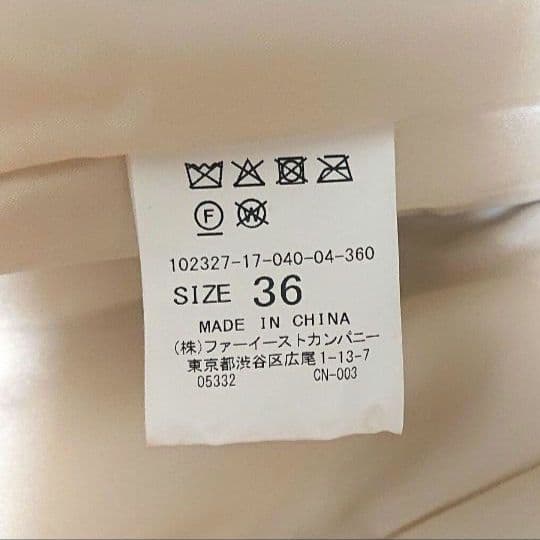 F W
102327-17-040-04-360
SIZE 36
MADE IN CHINA
(株)ファーイーストカンパニー
東京都渋谷区広尾1-13-7
05332 CN-003